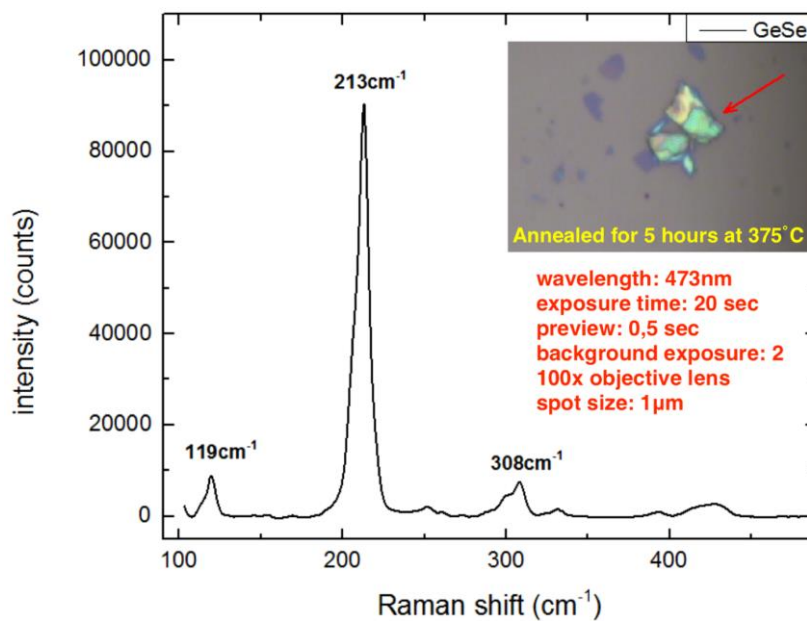 GeSe
100000
80000
60000
40000
20000
0
intensity (counts)
213cm⁻¹
119cm⁻¹
308cm⁻¹
Annealed for 5 hours at 375˚C
wavelength: 473nm
exposure time: 20 sec
preview: 0,5 sec
background exposure: 2
100x objective lens
spot size: 1µm
100
200
300
400
Raman shift (cm⁻¹)